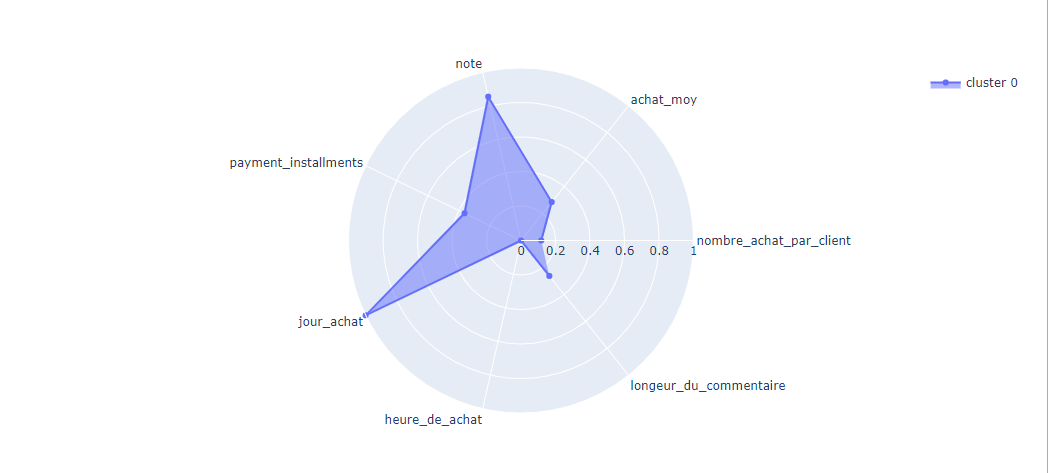 note
cluster 0
achat_moy
payment_installments
nombre_achat_par_client
0 0.2 0.4 0.6 0.8 1
jour_achat
longeur_du_commentaire
heure_de_achat